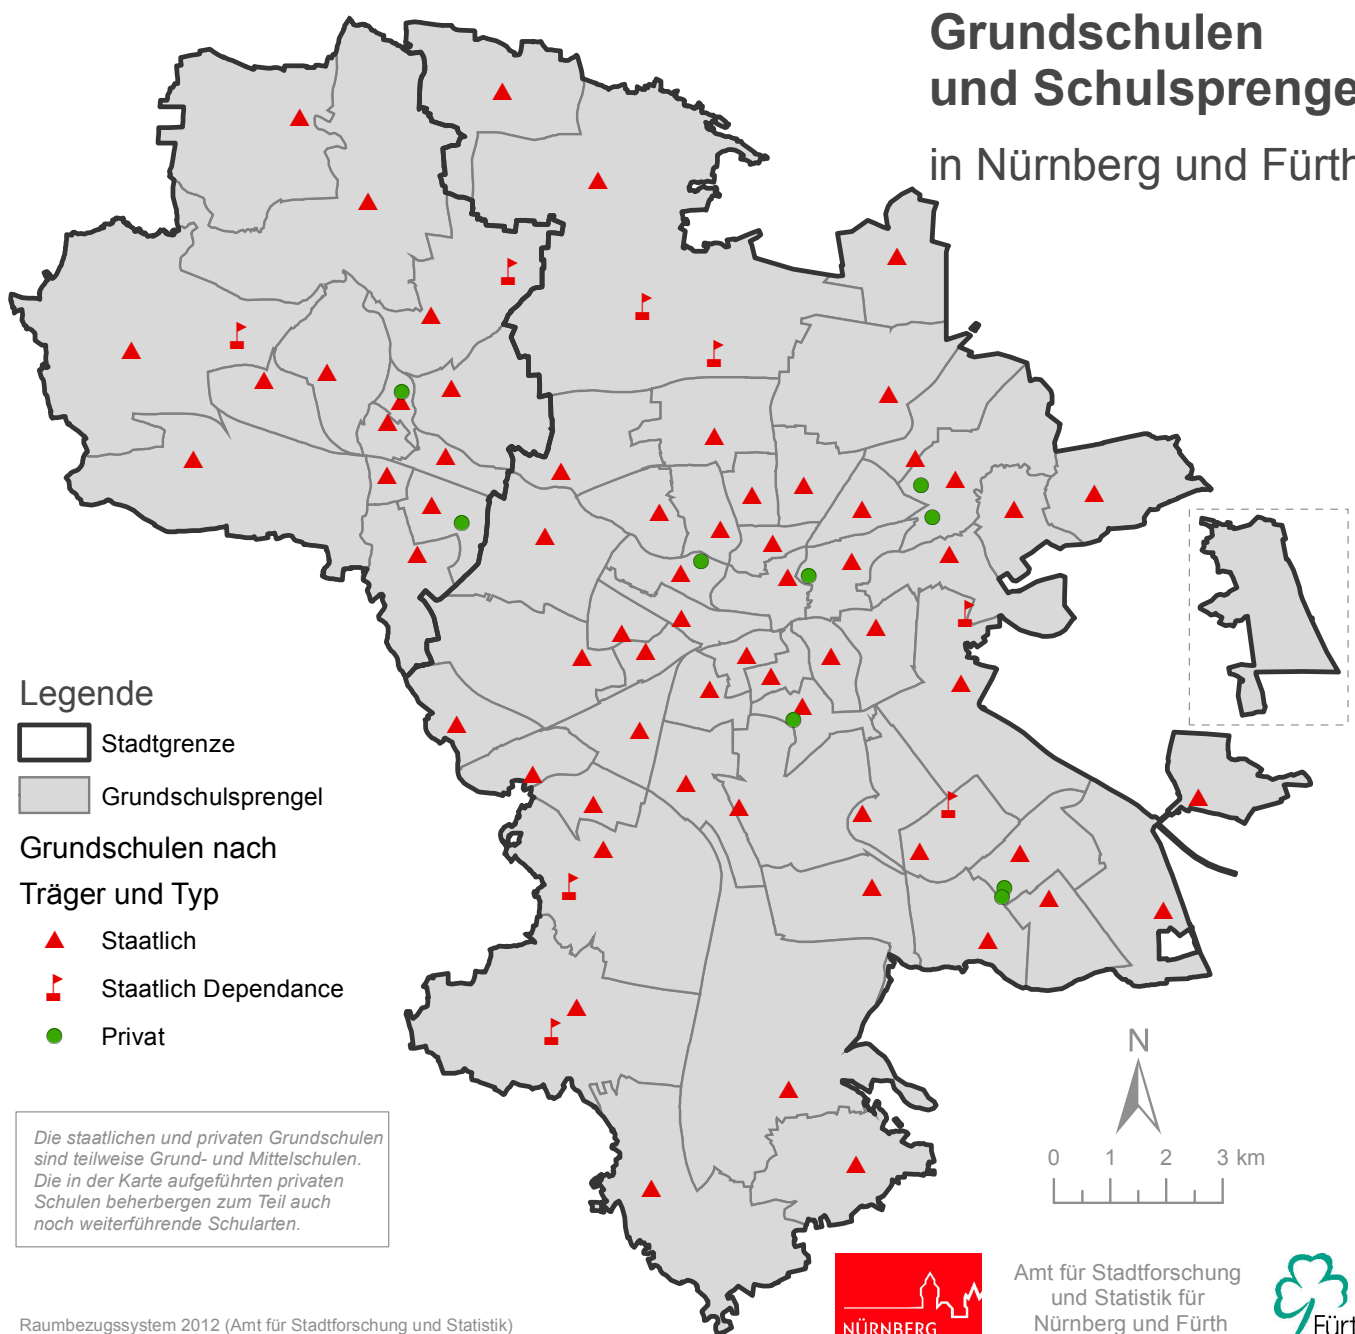 Grundschulen
und Schulsprenge
in Nürnberg und Fürth
Legende
Stadtgrenze
Grundschulsprengel
Grundschulen nach
Träger und Typ
Staatlich
Staatlich Dependance
Privat
Die staatlichen und privaten Grundschulen
sind teilweise Grund- und Mittelschulen.
Die in der Karte aufgeführten privaten
Schulen beherbergen zum Teil auch
noch weiterführende Schularten.
N
0 1 2 3 km
Raumbezugssystem 2012 (Amt für Stadtforschung und Statistik)
NÜRNBERG
Amt für Stadtforschung
und Statistik für
Nürnberg und Fürth
Fürt